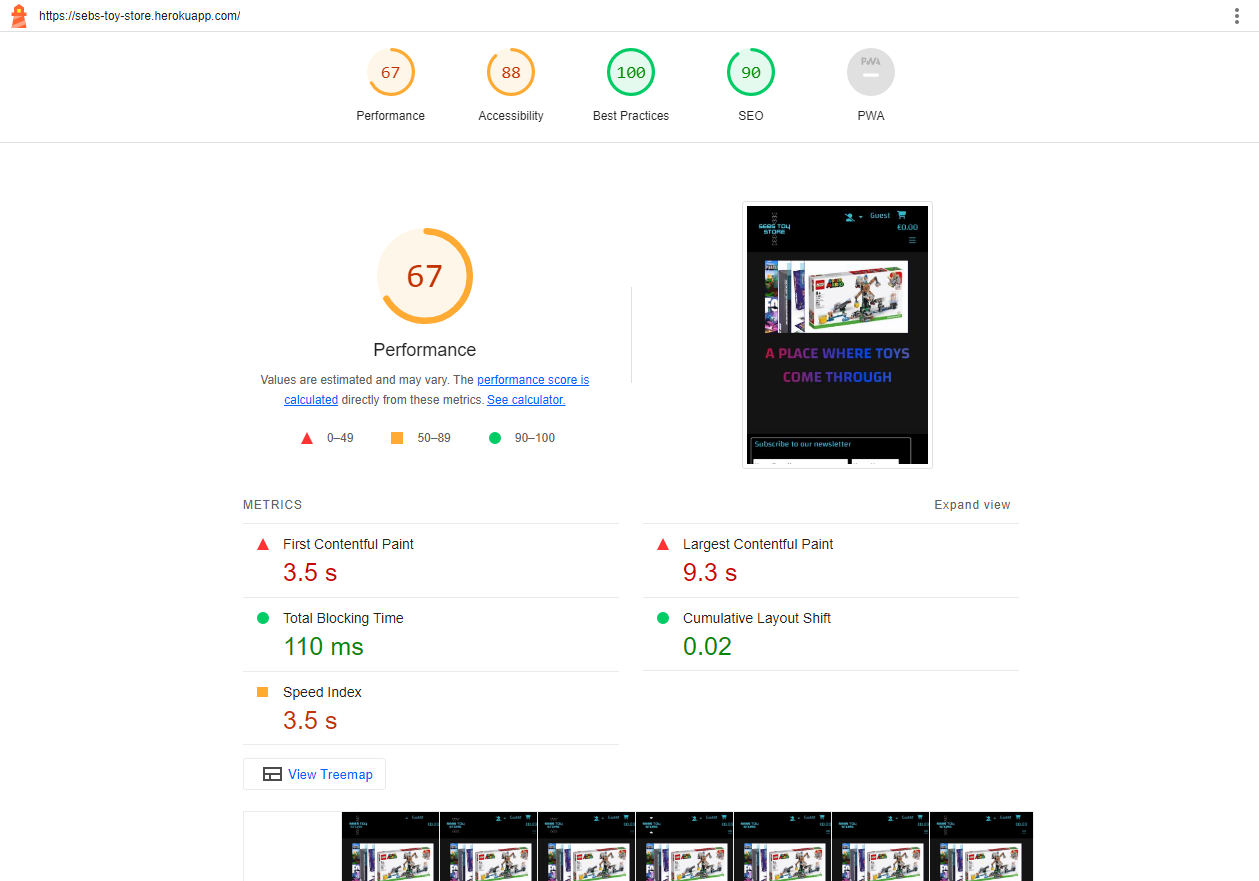 https://sebs-toy-store.herokuapp.com/
67
88
100
90
PWA
Performance
Accessibility
Best Practices
SEO
PWA
67
Performance
Values are estimated and may vary. The performance score is
calculated directly from these metrics. See calculator.
0–49
50–89
90–100
SEBS TOY
STORE
Guest
€0.00
LEGO
A PLACE WHERE TOYS
COME THROUGH
Subscribe to our newsletter
METRICS
Expand view
First Contentful Paint
3.5 s
Largest Contentful Paint
9.3 s
Total Blocking Time
110 ms
Cumulative Layout Shift
0.02
Speed Index
3.5 s
View Treemap